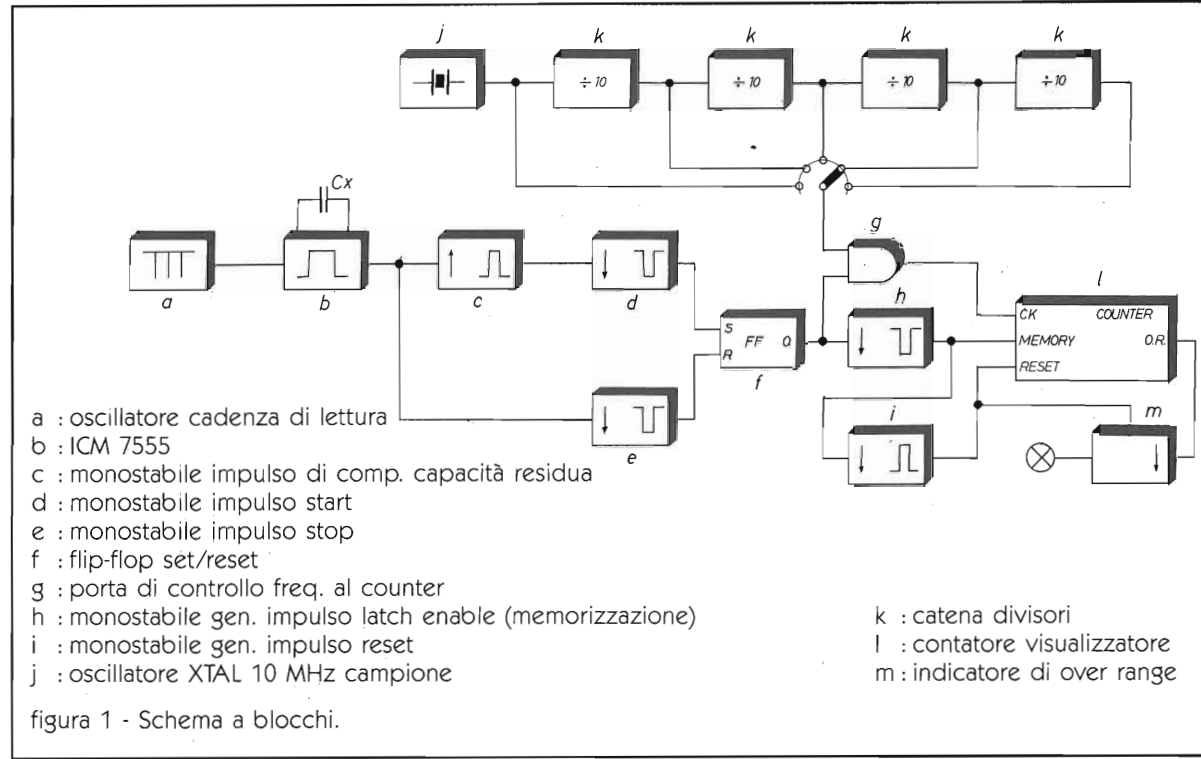 j k k k k
÷10 ÷10 ÷10 ÷10
Cx
g
a b c d h l
CK COUNTER
MEMORY O.R.
RESET
S FF Q
R
f
i m
e
a : oscillatore cadenza di lettura
b : ICM 7555
c : monostabile impulso di comp. capacità residua
d : monostabile impulso start
e : monostabile impulso stop
f : flip-flop set/reset
g : porta di controllo freq. al counter
h : monostabile gen. impulso latch enable (memorizzazione)
i : monostabile gen. impulso reset
j : oscillatore XTAL 10 MHz campione
k : catena divisori
l : contatore visualizzatore
m : indicatore di over range
figura 1 - Schema a blocchi.